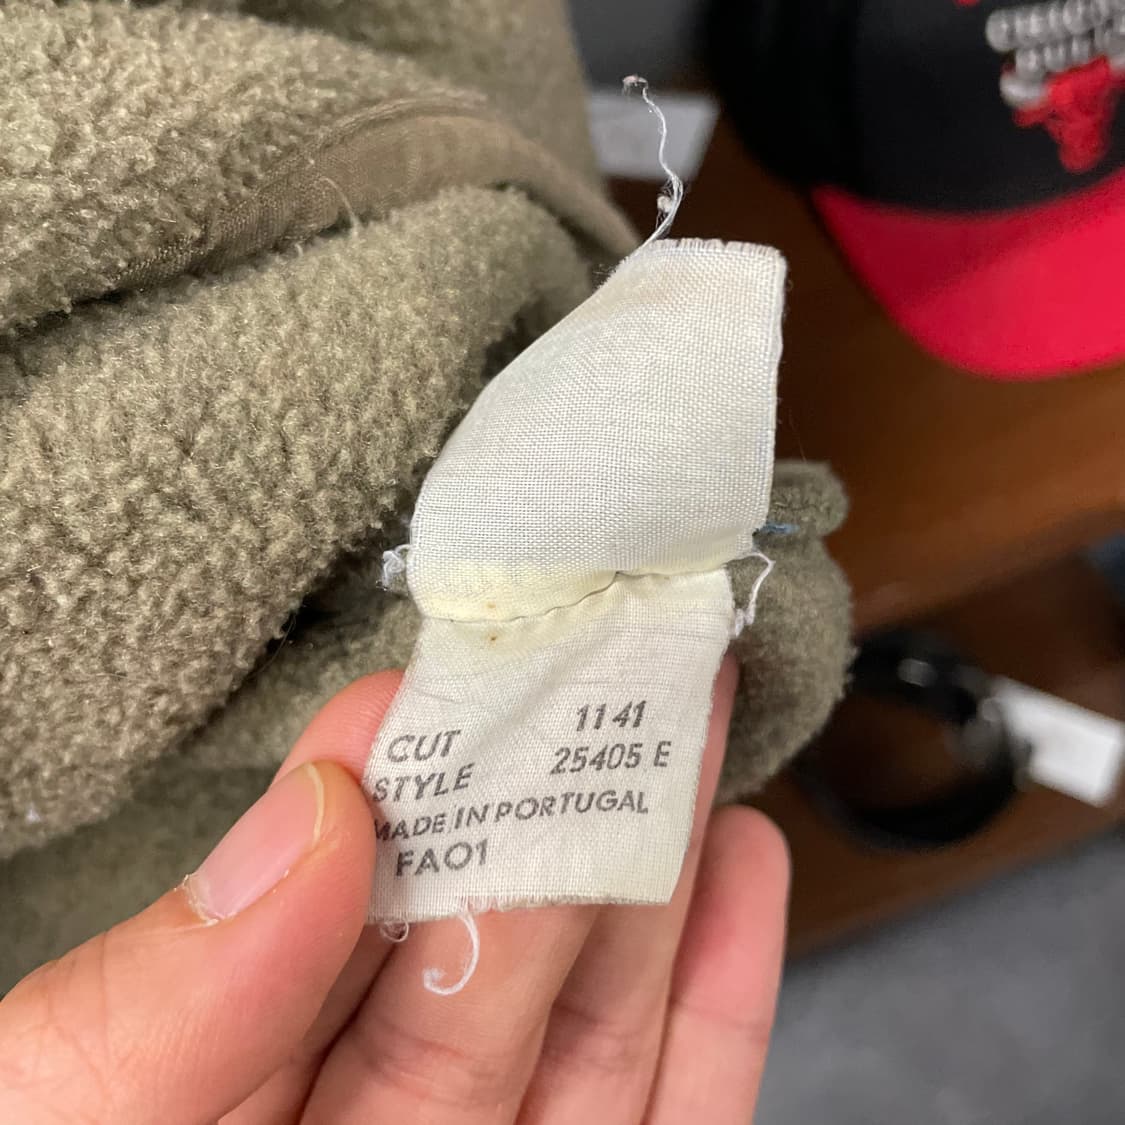 CUT 1141
STYLE 25405 E
MADE IN PORTUGAL
FA01